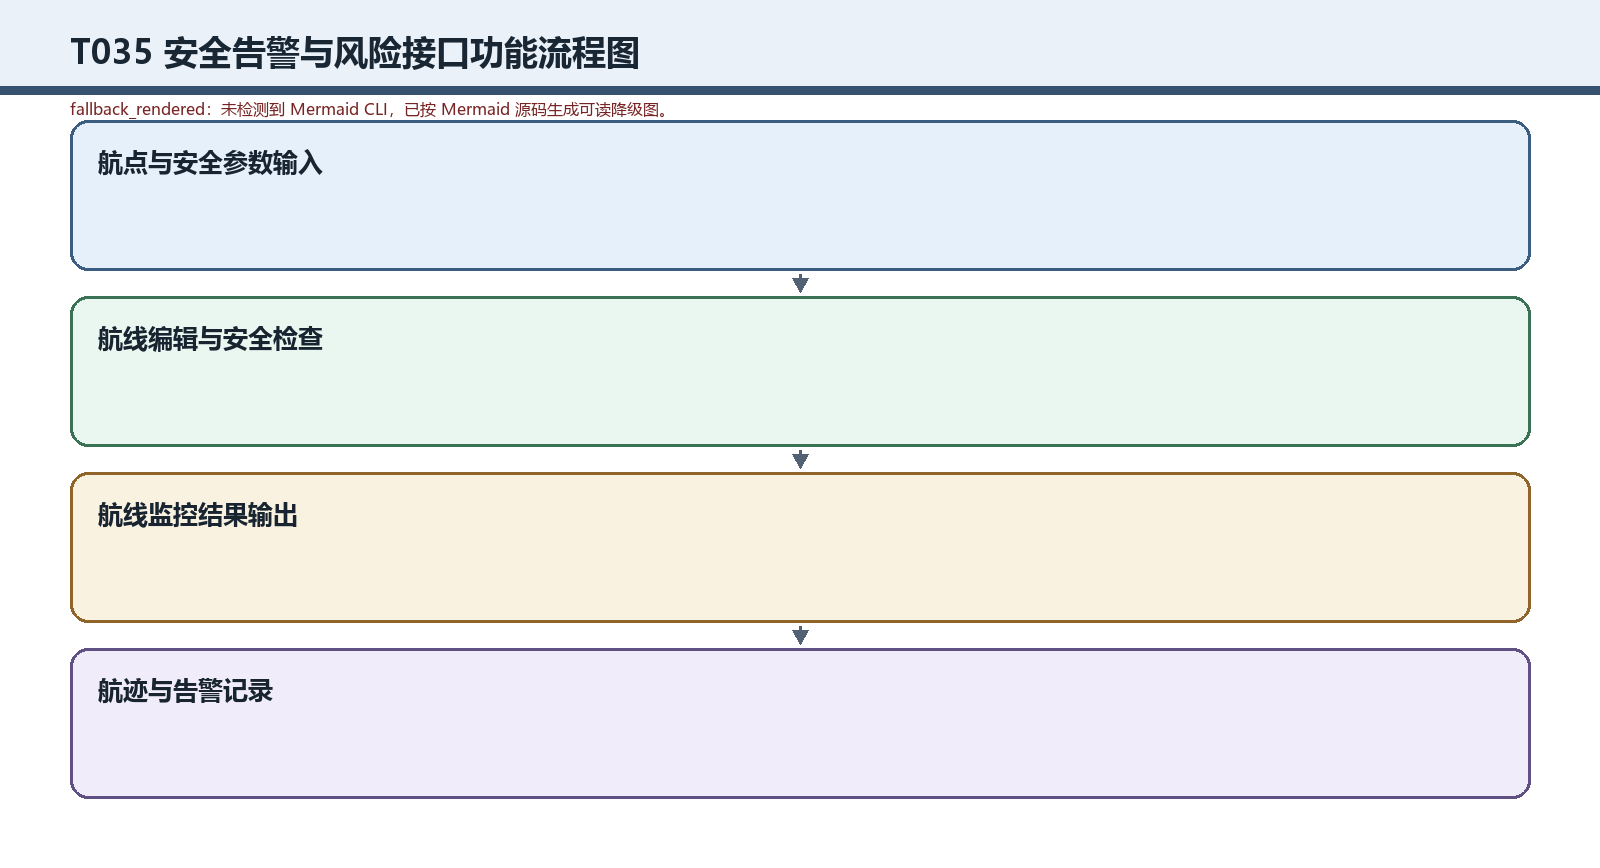 T035 安全告警与风险接口功能流程图
fallback_rendered：未检测到 Mermaid CLI，已按 Mermaid 源码生成可读降级图。
航点与安全参数输入
航线编辑与安全检查
航线监控结果输出
航迹与告警记录